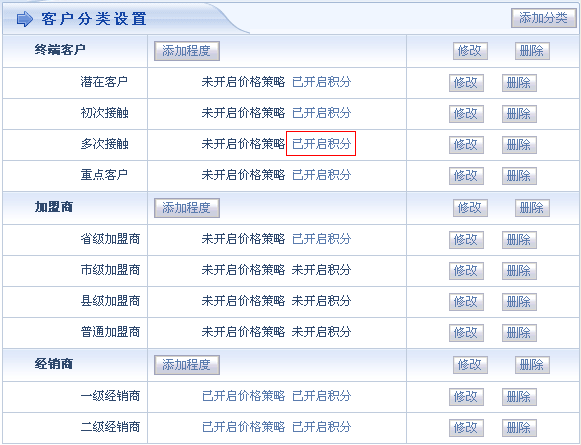 客户分类设置 添加分类
终端客户 添加程度 修改 删除
潜在客户 未开启价格策略 已开启积分 修改 删除
初次接触 未开启价格策略 已开启积分 修改 删除
多次接触 未开启价格策略 已开启积分 修改 删除
重点客户 未开启价格策略 已开启积分 修改 删除
加盟商 添加程度 修改 删除
省级加盟商 未开启价格策略 已开启积分 修改 删除
市级加盟商 未开启价格策略 未开启积分 修改 删除
县级加盟商 未开启价格策略 未开启积分 修改 删除
普通加盟商 未开启价格策略 未开启积分 修改 删除
经销商 添加程度 修改 删除
一级经销商 已开启价格策略 已开启积分 修改 删除
二级经销商 已开启价格策略 已开启积分 修改 删除